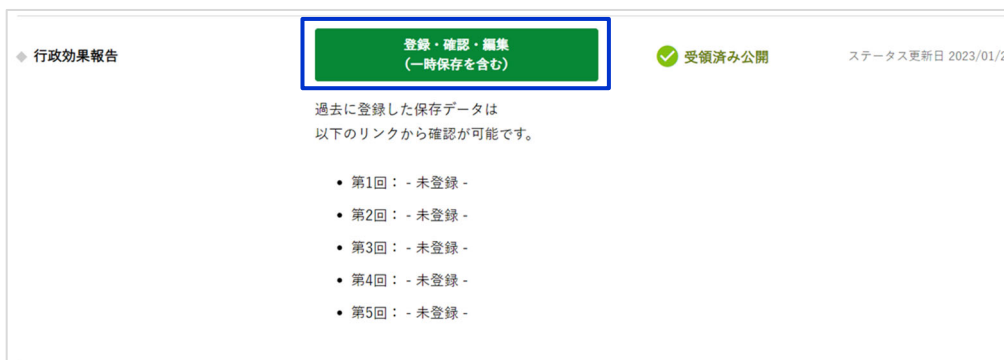 ◆ 行政効果報告
登録・確認・編集
（一時保存を含む）
受領済み公開
ステータス更新日 2023/01/2
過去に登録した保存データは
以下のリンクから確認が可能です。
• 第1回： - 未登録 -
• 第2回： - 未登録 -
• 第3回： - 未登録 -
• 第4回： - 未登録 -
• 第5回： - 未登録 -